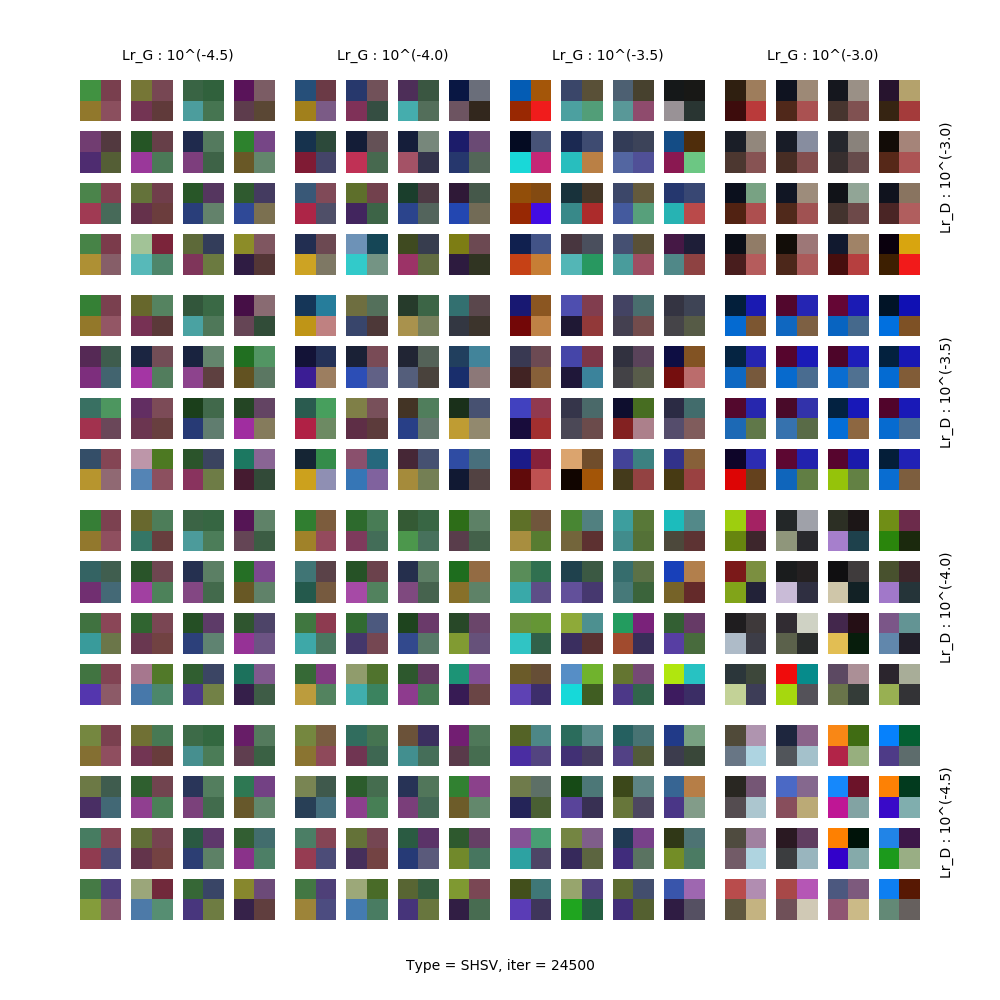 Lr_G : 10^(-4.5)
Lr_G : 10^(-4.0)
Lr_G : 10^(-3.5)
Lr_G : 10^(-3.0)
Lr_D : 10^(-3.0)
Lr_D : 10^(-3.5)
Lr_D : 10^(-4.0)
Lr_D : 10^(-4.5)
Type = SHSV, iter = 24500